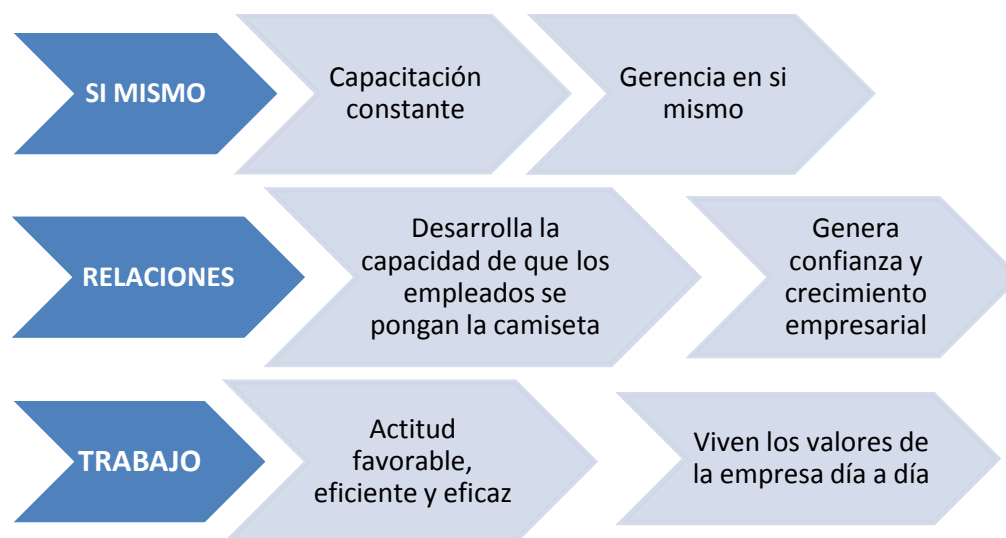 SI MISMO
Capacitación
constante
Gerencia en si
mismo
RELACIONES
Desarrolla la
capacidad de que los
empleados se
pongan la camiseta
Genera
confianza y
crecimiento
empresarial
TRABAJO
Actitud
favorable,
eficiente y eficaz
Viven los valores de
la empresa día a día